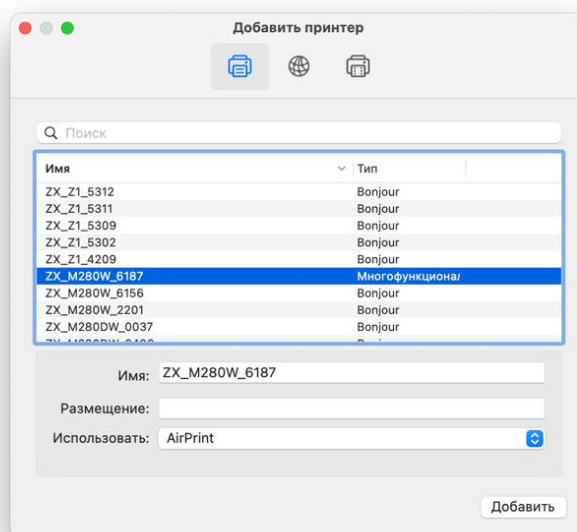 Добавить принтер
Поиск
Имя Тип
ZX_Z1_5312 Bonjour
ZX_Z1_5311 Bonjour
ZX_Z1_5309 Bonjour
ZX_Z1_5302 Bonjour
ZX_Z1_4209 Bonjour
ZX_M280W_6187 Многофункционал
ZX_M280W_6156 Bonjour
ZX_M280W_2201 Bonjour
ZX_M280DW_0037 Bonjour
Имя: ZX_M280W_6187
Размещение:
Использовать: AirPrint
Добавить